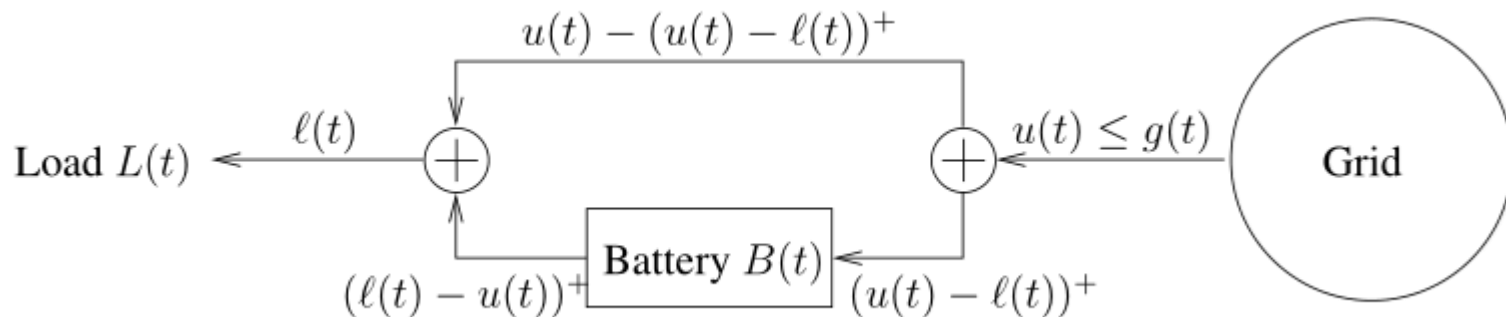 u(t) − (u(t) − ℓ(t))⁺
ℓ(t)
u(t) ≤ g(t)
Load L(t)
Grid
Battery B(t)
(ℓ(t) − u(t))⁺
(u(t) − ℓ(t))⁺